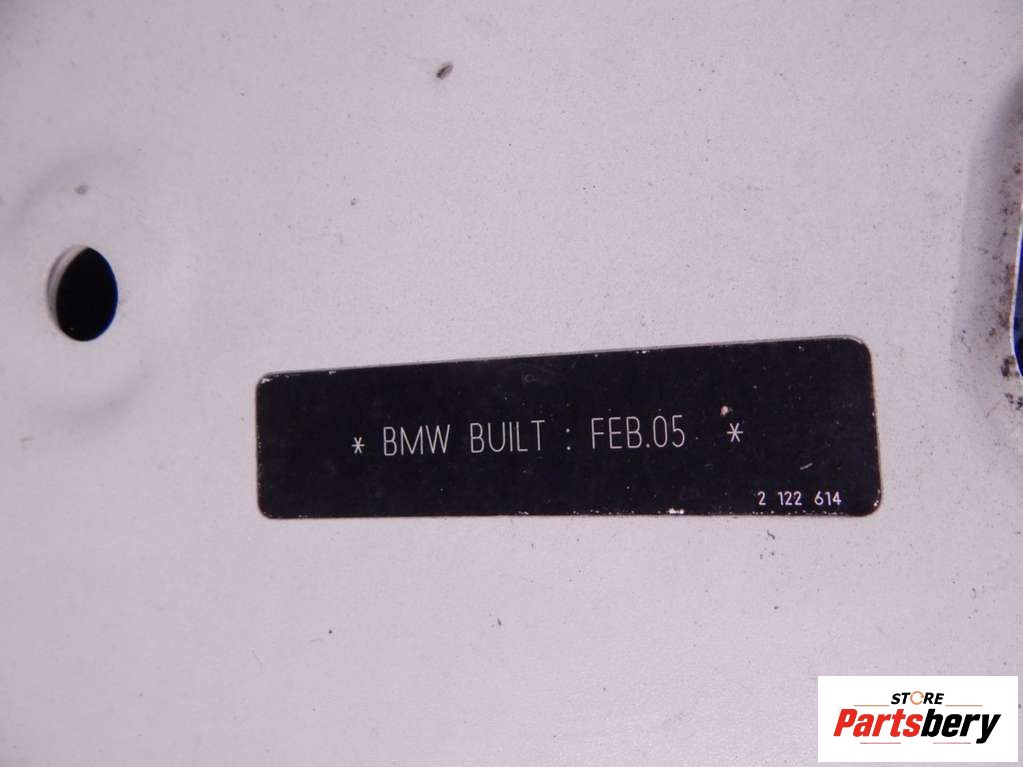 * BMW BUILT : FEB.05 *
2 122 614
STORE
Partsbery